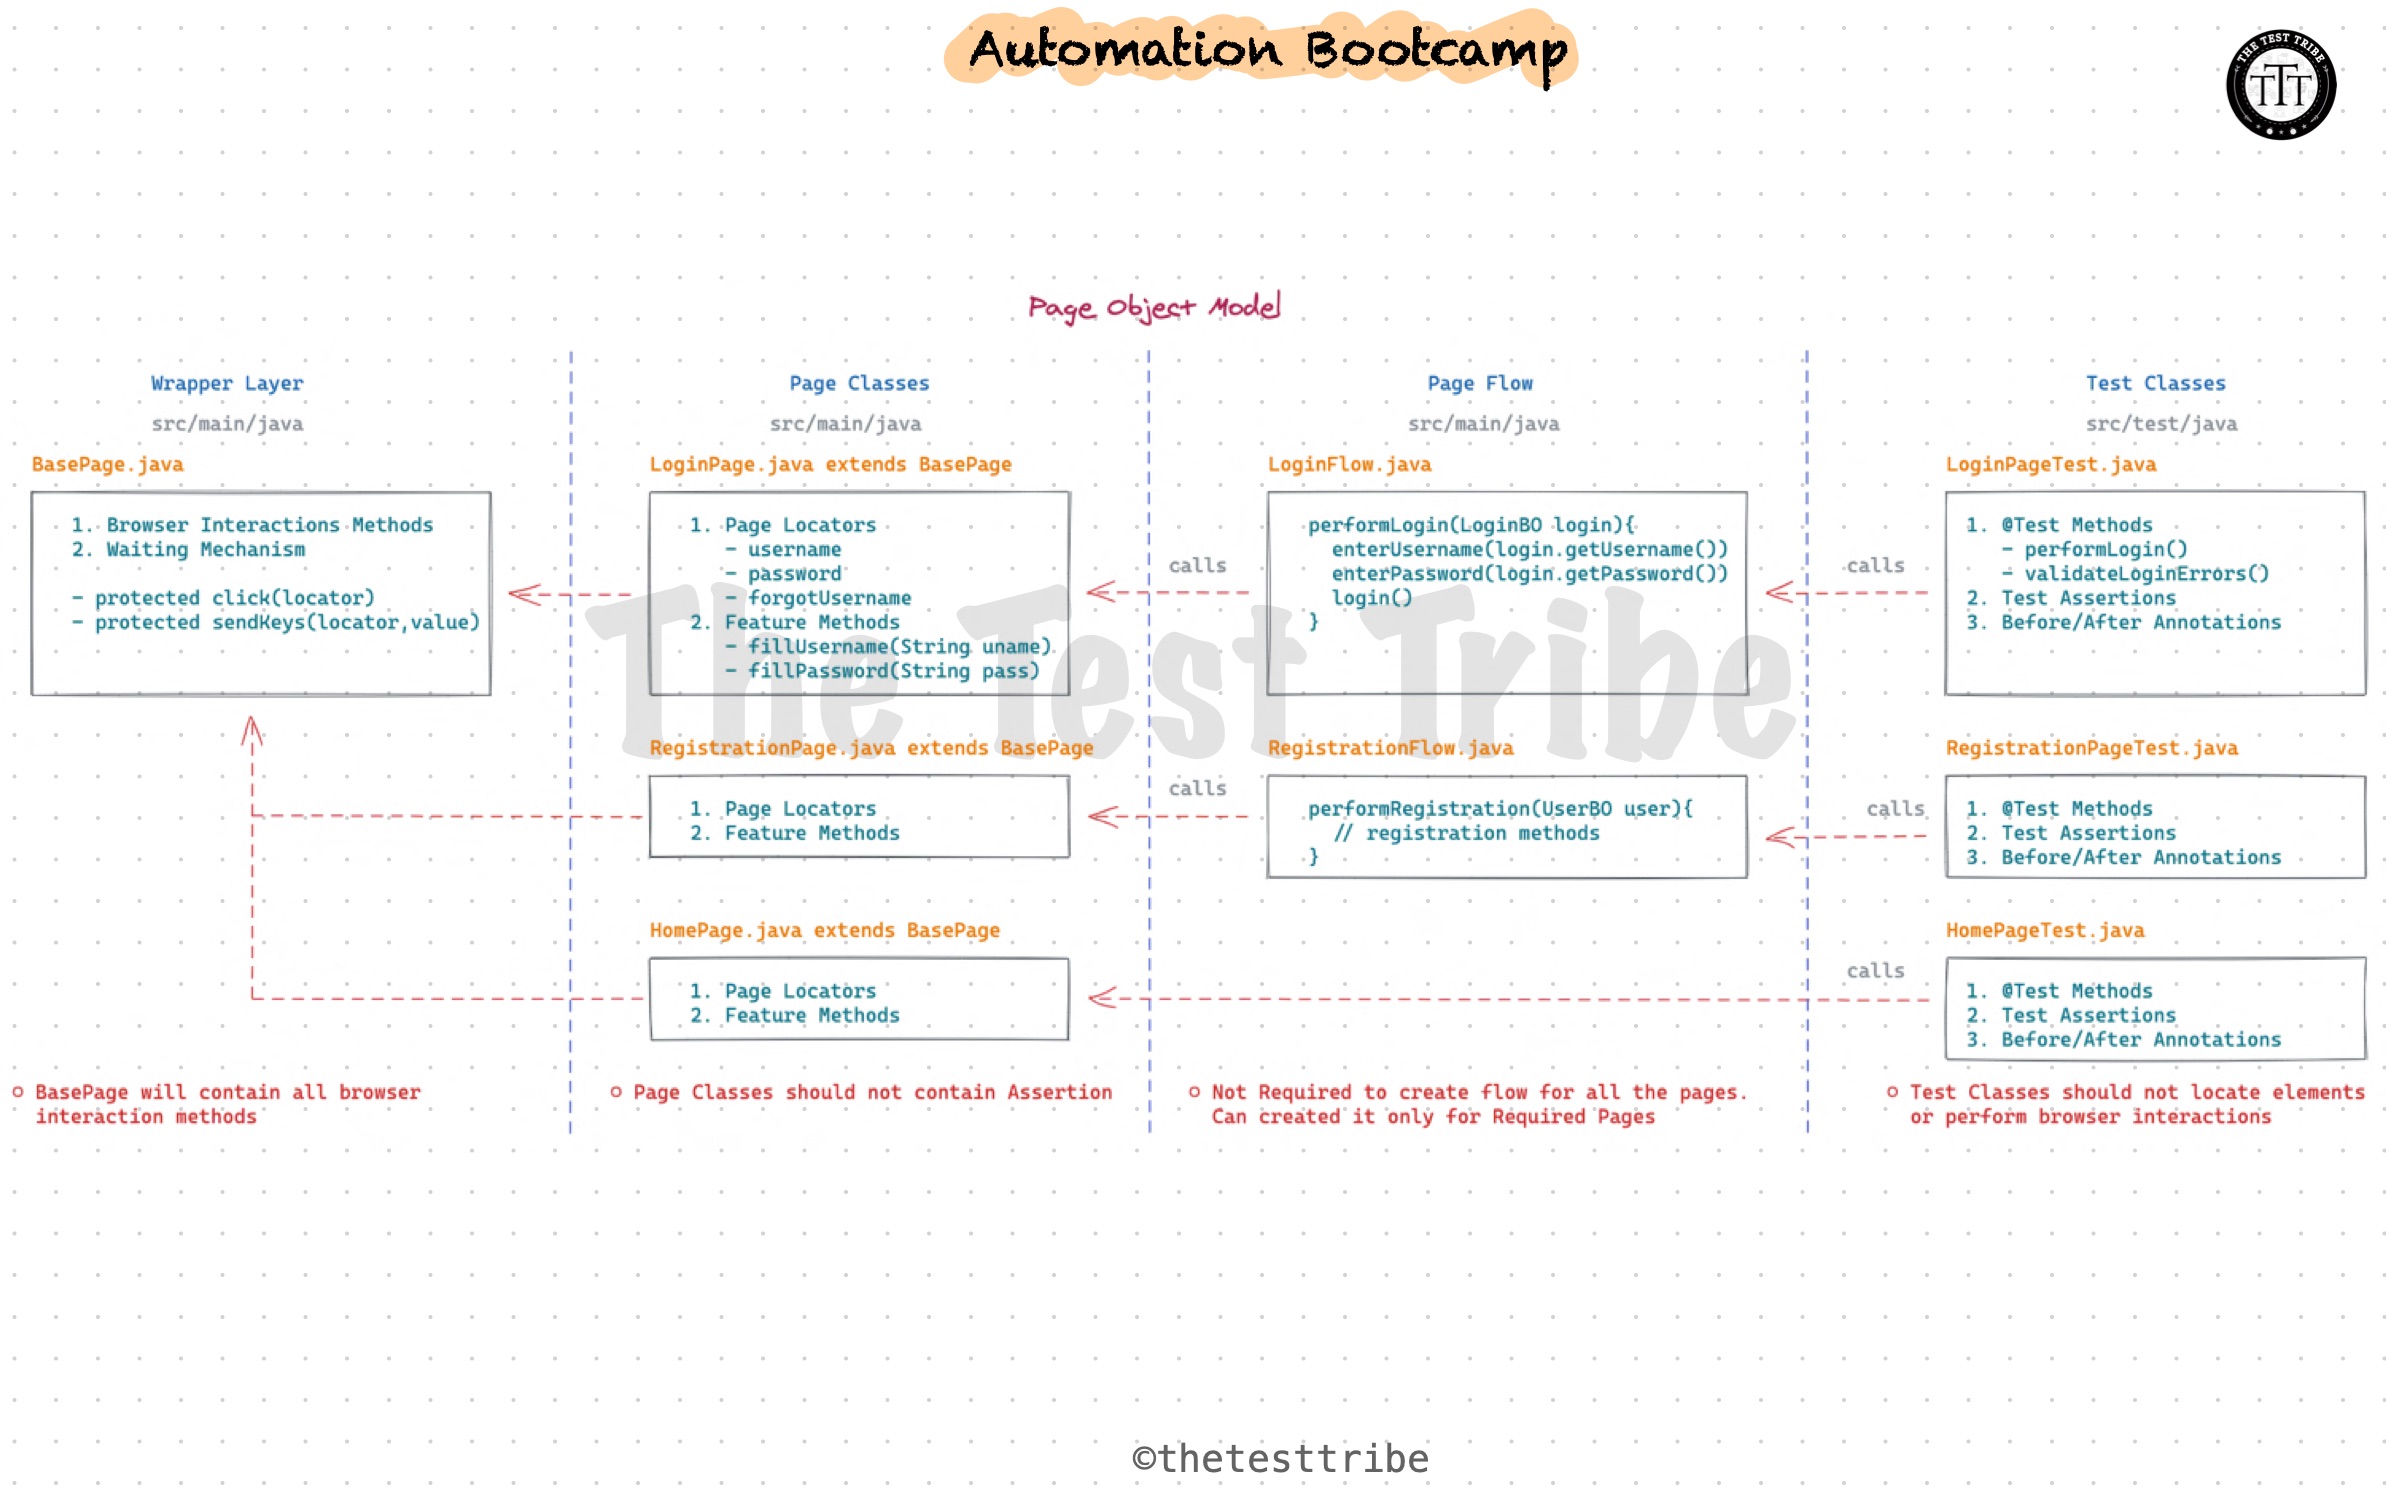 Automation Bootcamp
THE TEST TRIBE
TTT
Page Object Model
Wrapper Layer
src/main/java
BasePage.java
1. Browser Interactions Methods
2. Waiting Mechanism
- protected click(locator)
- protected sendKeys(locator,value)
BasePage will contain all browser
interaction methods
Page Classes
src/main/java
LoginPage.java extends BasePage
1. Page Locators
- username
- password
- forgotUsername
2. Feature Methods
- fillUsername(String uname)
- fillPassword(String pass)
RegistrationPage.java extends BasePage
1. Page Locators
2. Feature Methods
HomePage.java extends BasePage
1. Page Locators
2. Feature Methods
Page Classes should not contain Assertion
Page Flow
src/main/java
LoginFlow.java
calls
performLogin(LoginBO login){
enterUsername(login.getUsername())
enterPassword(login.getPassword())
login()
}
RegistrationFlow.java
calls
performRegistration(UserBO user){
// registration methods
}
Not Required to create flow for all the pages.
Can created it only for Required Pages
Test Classes
src/test/java
LoginPageTest.java
calls
1. @Test Methods
- performLogin()
- validateLoginErrors()
2. Test Assertions
3. Before/After Annotations
RegistrationPageTest.java
calls
1. @Test Methods
2. Test Assertions
3. Before/After Annotations
HomePageTest.java
calls
1. @Test Methods
2. Test Assertions
3. Before/After Annotations
Test Classes should not locate elements
or perform browser interactions
The Test Tribe
©thetesttribe